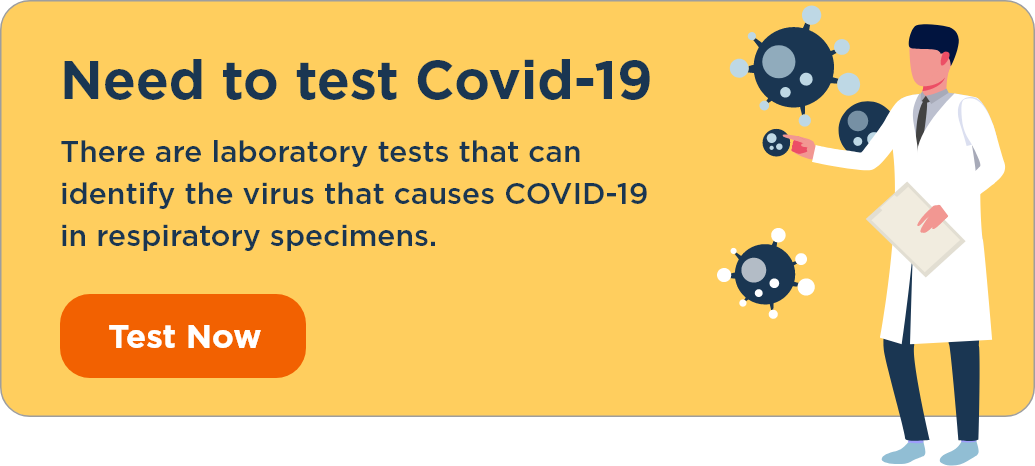 Need to test Covid-19
There are laboratory tests that can
identify the virus that causes COVID-19
in respiratory specimens.
Test Now